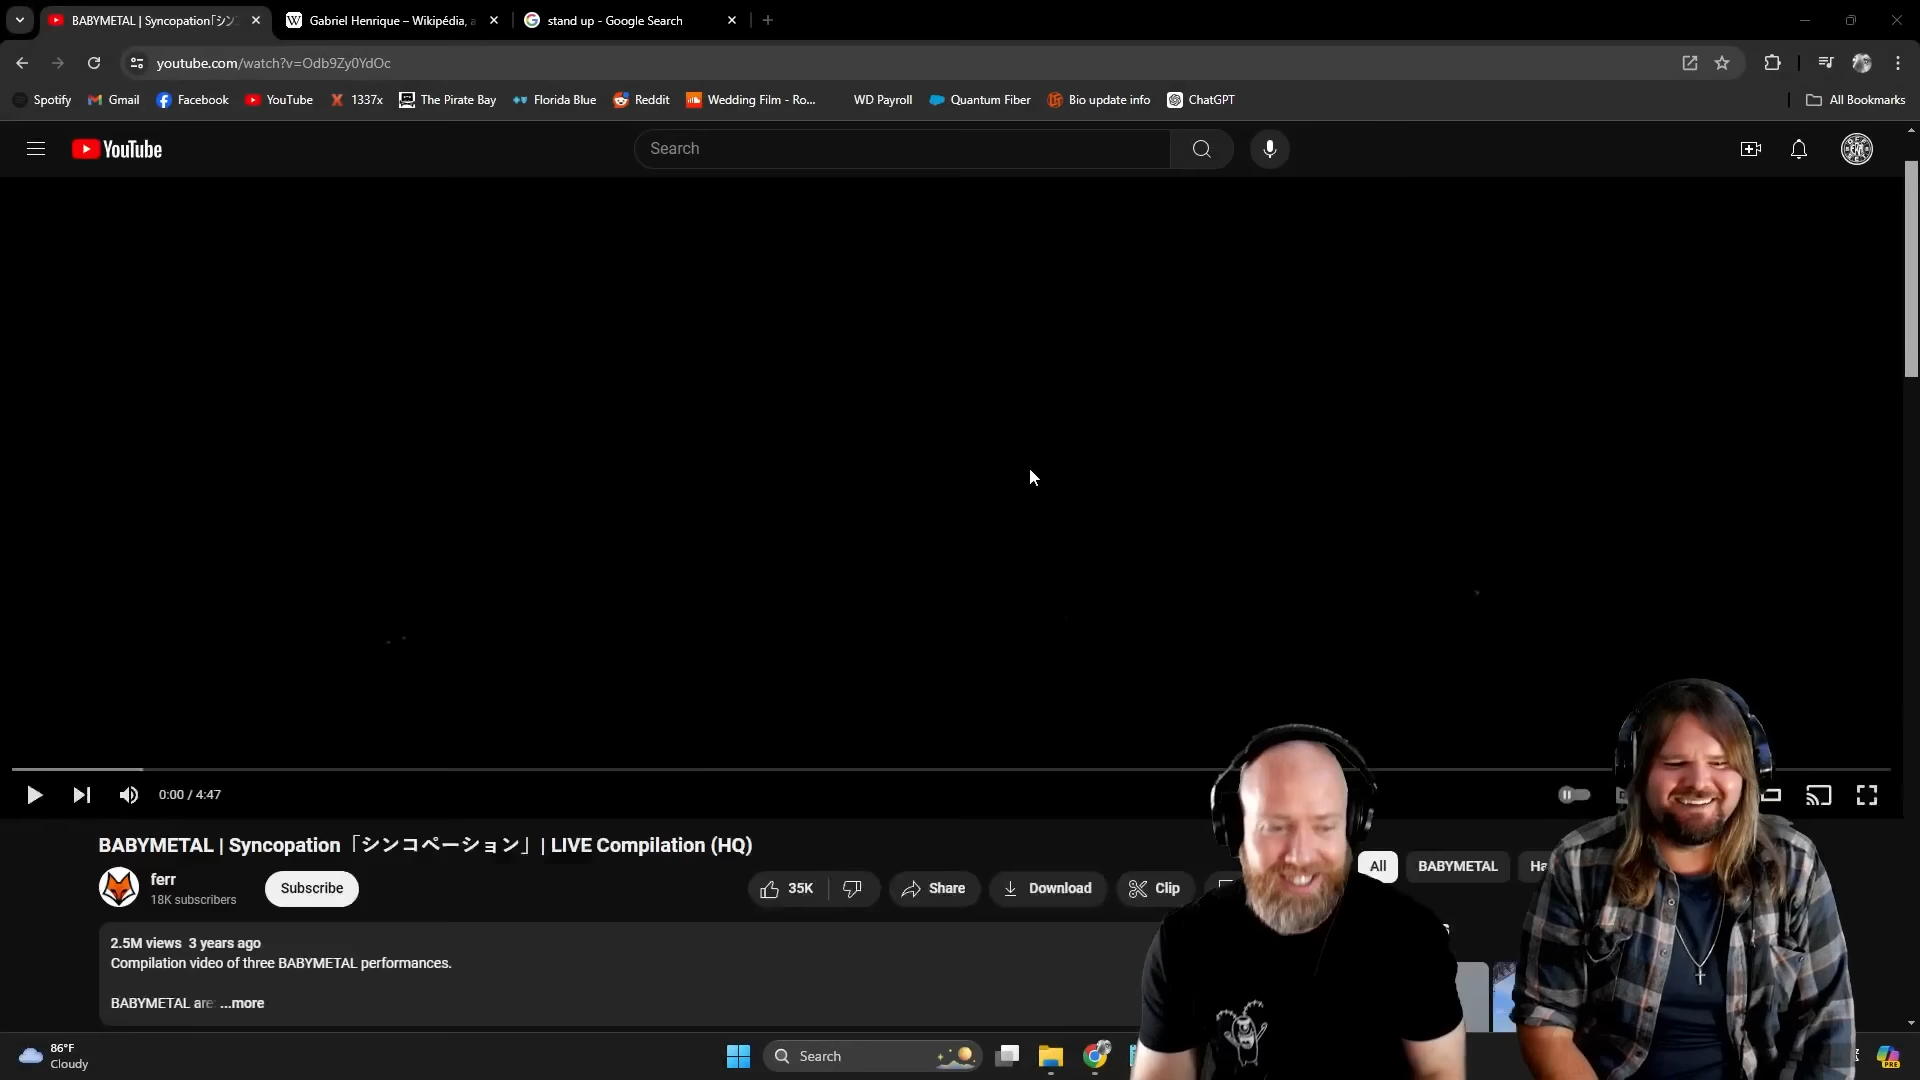 BABYMETAL | Syncopation「シン
Gabriel Henrique – Wikipédia, a
stand up - Google Search
youtube.com/watch?v=Odb9Zy0YdOc
Spotify
Gmail
Facebook
YouTube
1337x
The Pirate Bay
Florida Blue
Reddit
Wedding Film - Ro...
WD Payroll
Quantum Fiber
Bio update info
ChatGPT
All Bookmarks
YouTube
Search
0:00 / 4:47
BABYMETAL | Syncopation「シンコペーション」| LIVE Compilation (HQ)
ferr
18K subscribers
Subscribe
35K
Share
Download
Clip
All
BABYMETAL
Ha
2.5M views 3 years ago
Compilation video of three BABYMETAL performances.
BABYMETAL are ...more
86°F
Cloudy
Search
PRE